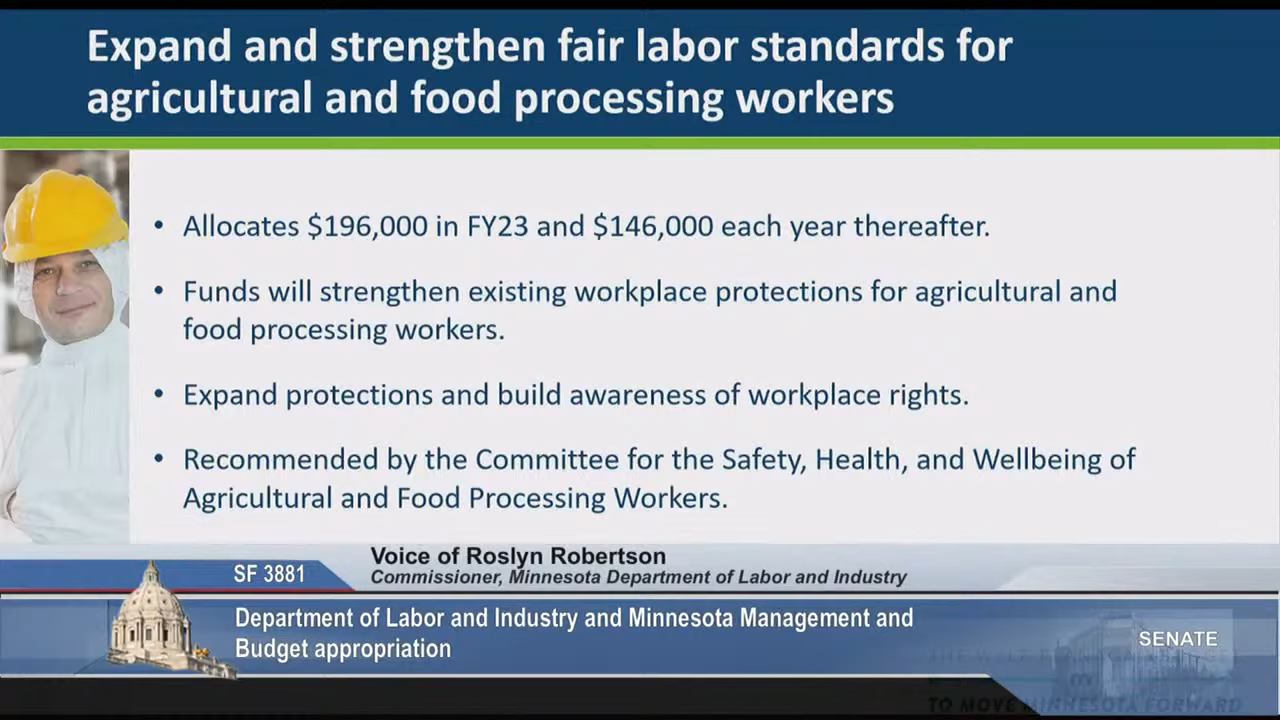 Expand and strengthen fair labor standards for
agricultural and food processing workers
• Allocates $196,000 in FY23 and $146,000 each year thereafter.
• Funds will strengthen existing workplace protections for agricultural and
food processing workers.
• Expand protections and build awareness of workplace rights.
• Recommended by the Committee for the Safety, Health, and Wellbeing of
Agricultural and Food Processing Workers.
Voice of Roslyn Robertson
SF 3881
Commissioner, Minnesota Department of Labor and Industry
Department of Labor and Industry and Minnesota Management and
Budget appropriation
SENATE
TO MOVE MINNESOTA FORWARD